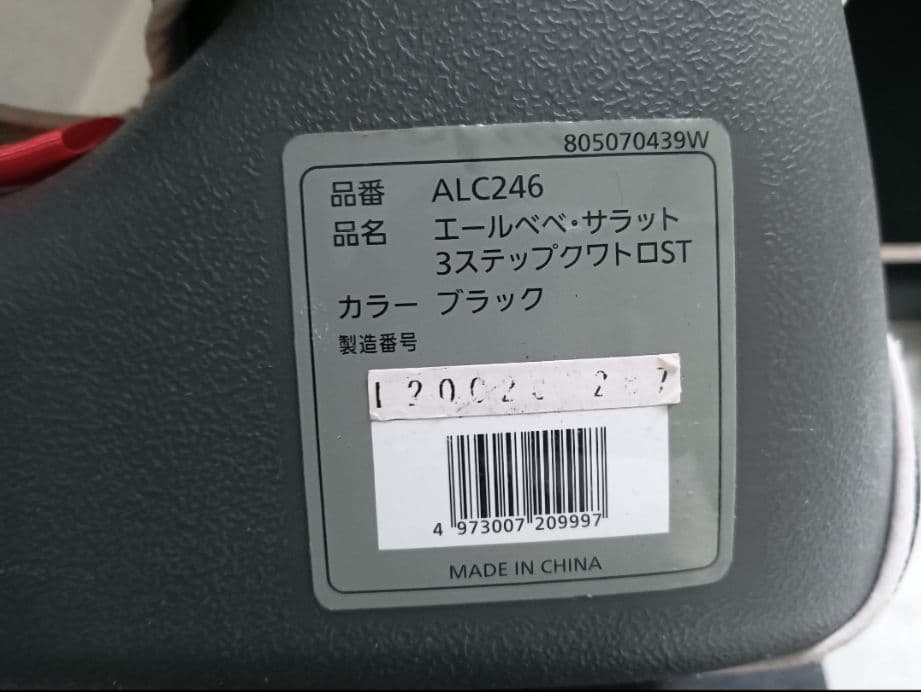 805070439W
品番 ALC246
品名 エールベベ・サラット
3ステップクワトロST
カラー ブラック
製造番号
4 973007 209997
MADE IN CHINA